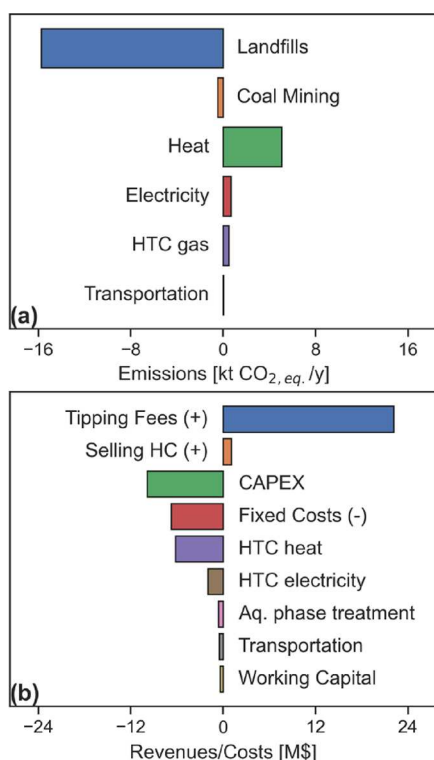 Landfills
Coal Mining
Heat
Electricity
HTC gas
Transportation
(a)
−16 −8 0 8 16
Emissions [kt CO2, eq. /y]
Tipping Fees (+)
Selling HC (+)
CAPEX
Fixed Costs (-)
HTC heat
HTC electricity
Aq. phase treatment
Transportation
Working Capital
(b)
−24 −12 0 12 24
Revenues/Costs [M$]